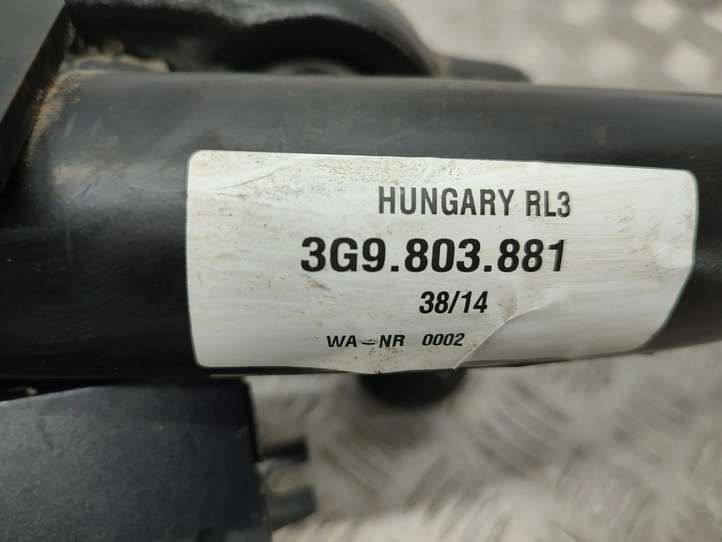 HUNGARY RL3
3G9.803.881
38/14
WA-NR 0002